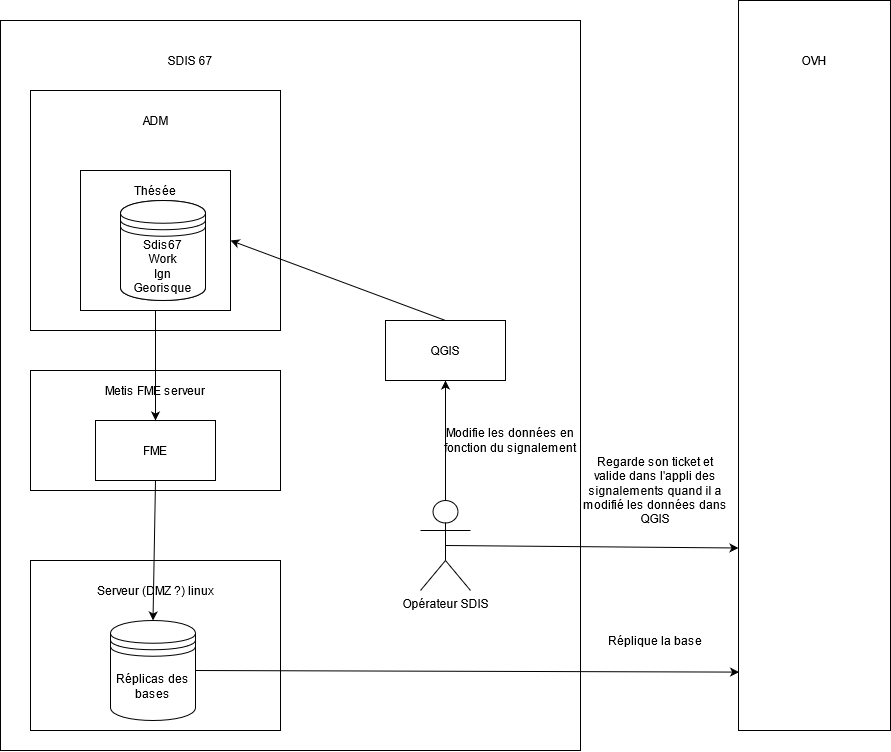 SDIS 67
OVH
ADM
Thésée
Sdis67
Work
Ign
Georisque
QGIS
Metis FME serveur
FME
Modifie les données en
fonction du signalement
Regarde son ticket et
valide dans l'appli des
signalements quand il a
modifié les données dans
QGIS
Opérateur SDIS
Serveur (DMZ ?) linux
Réplique la base
Réplicas des
bases